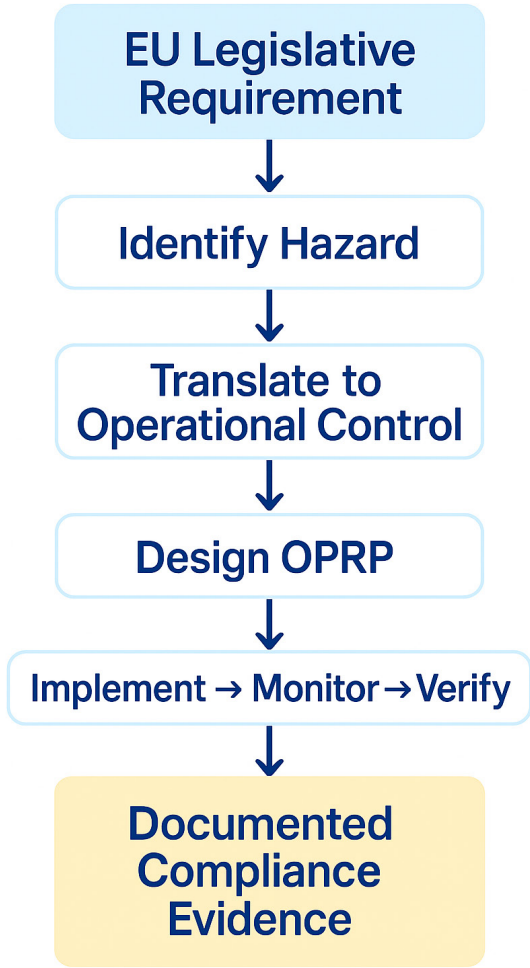 EU Legislative
Requirement
Identify Hazard
Translate to
Operational Control
Design OPRP
Implement → Monitor → Verify
Documented
Compliance
Evidence